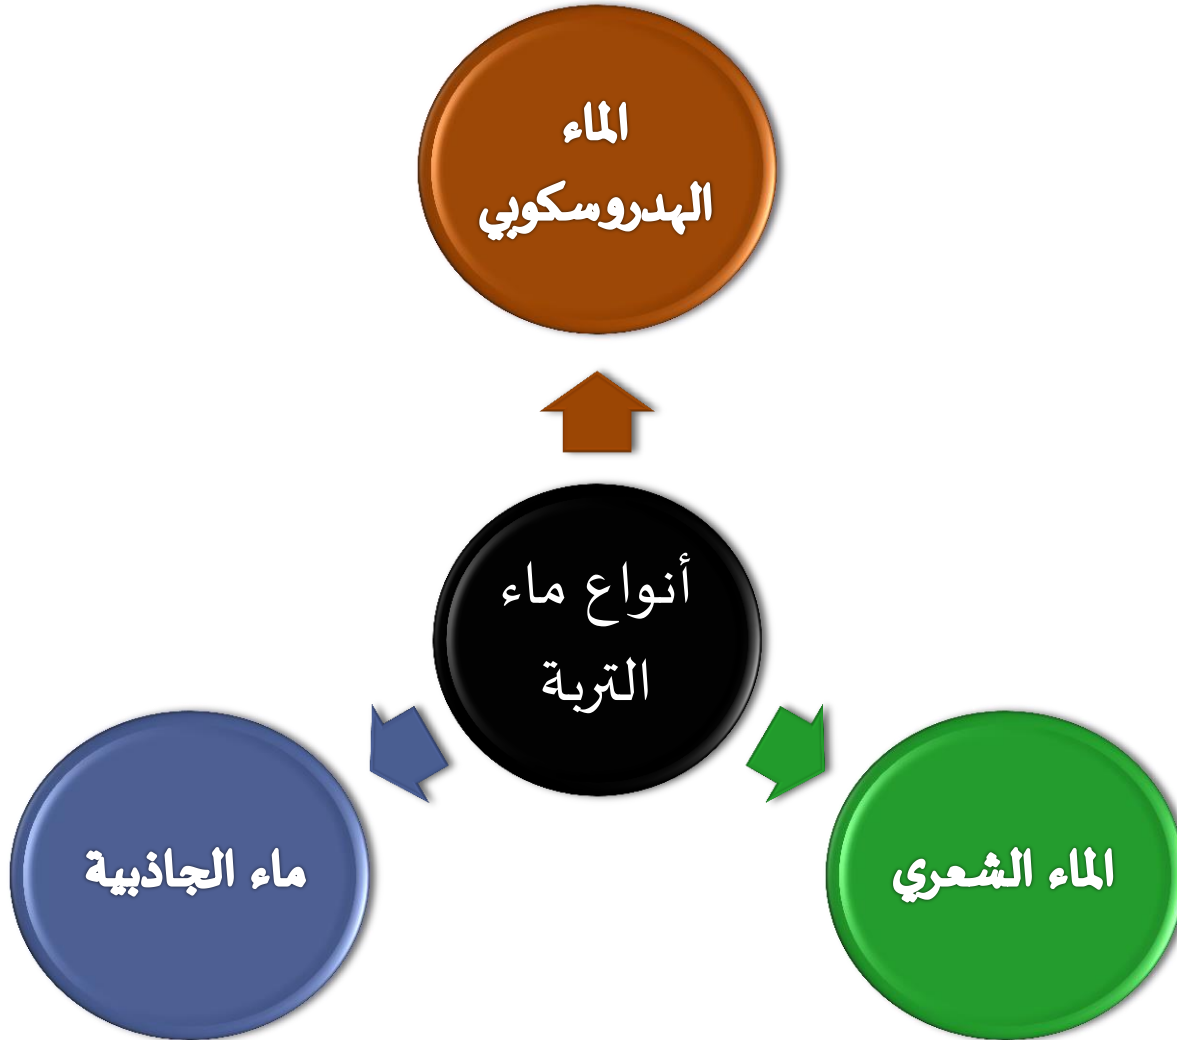 الماء
الهدروسكوبي
أنواع ماء
التربة
الماء الشعري
ماء الجاذبية